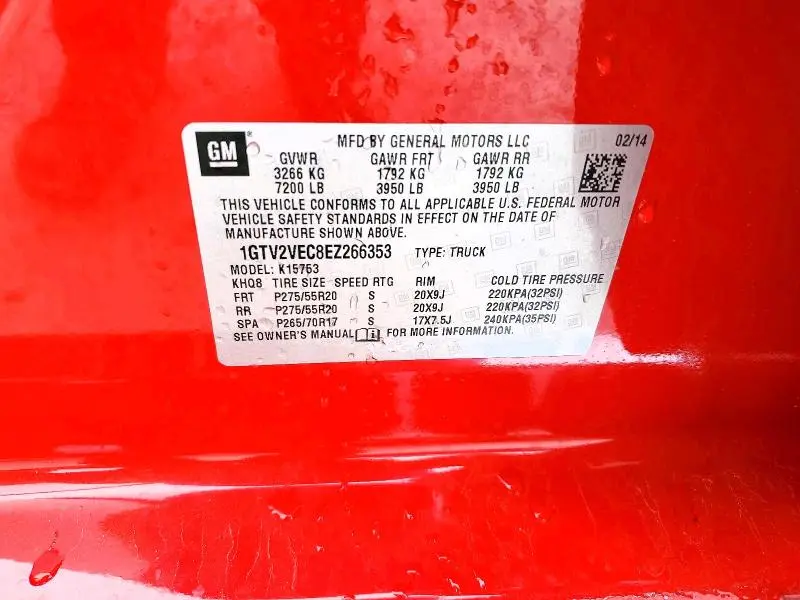 GM ® MFD BY GENERAL MOTORS LLC 02/14
GVWR GAWR FRT GAWR RR
3266 KG 1792 KG 1792 KG
7200 LB 3950 LB 3950 LB
THIS VEHICLE CONFORMS TO ALL APPLICABLE U.S. FEDERAL MOTOR
VEHICLE SAFETY STANDARDS IN EFFECT ON THE DATE OF
MANUFACTURE SHOWN ABOVE.
1GTV2VEC8EZ266353 TYPE: TRUCK
MODEL: K15753
KHQ8 TIRE SIZE SPEED RTG RIM COLD TIRE PRESSURE
FRT P275/55R20 S 20X9J 220KPA(32PSI)
RR P275/55R20 S 20X9J 220KPA(32PSI)
SPA P265/70R17 S 17X7.5J 240KPA(35PSI)
SEE OWNER'S MANUAL FOR MORE INFORMATION.